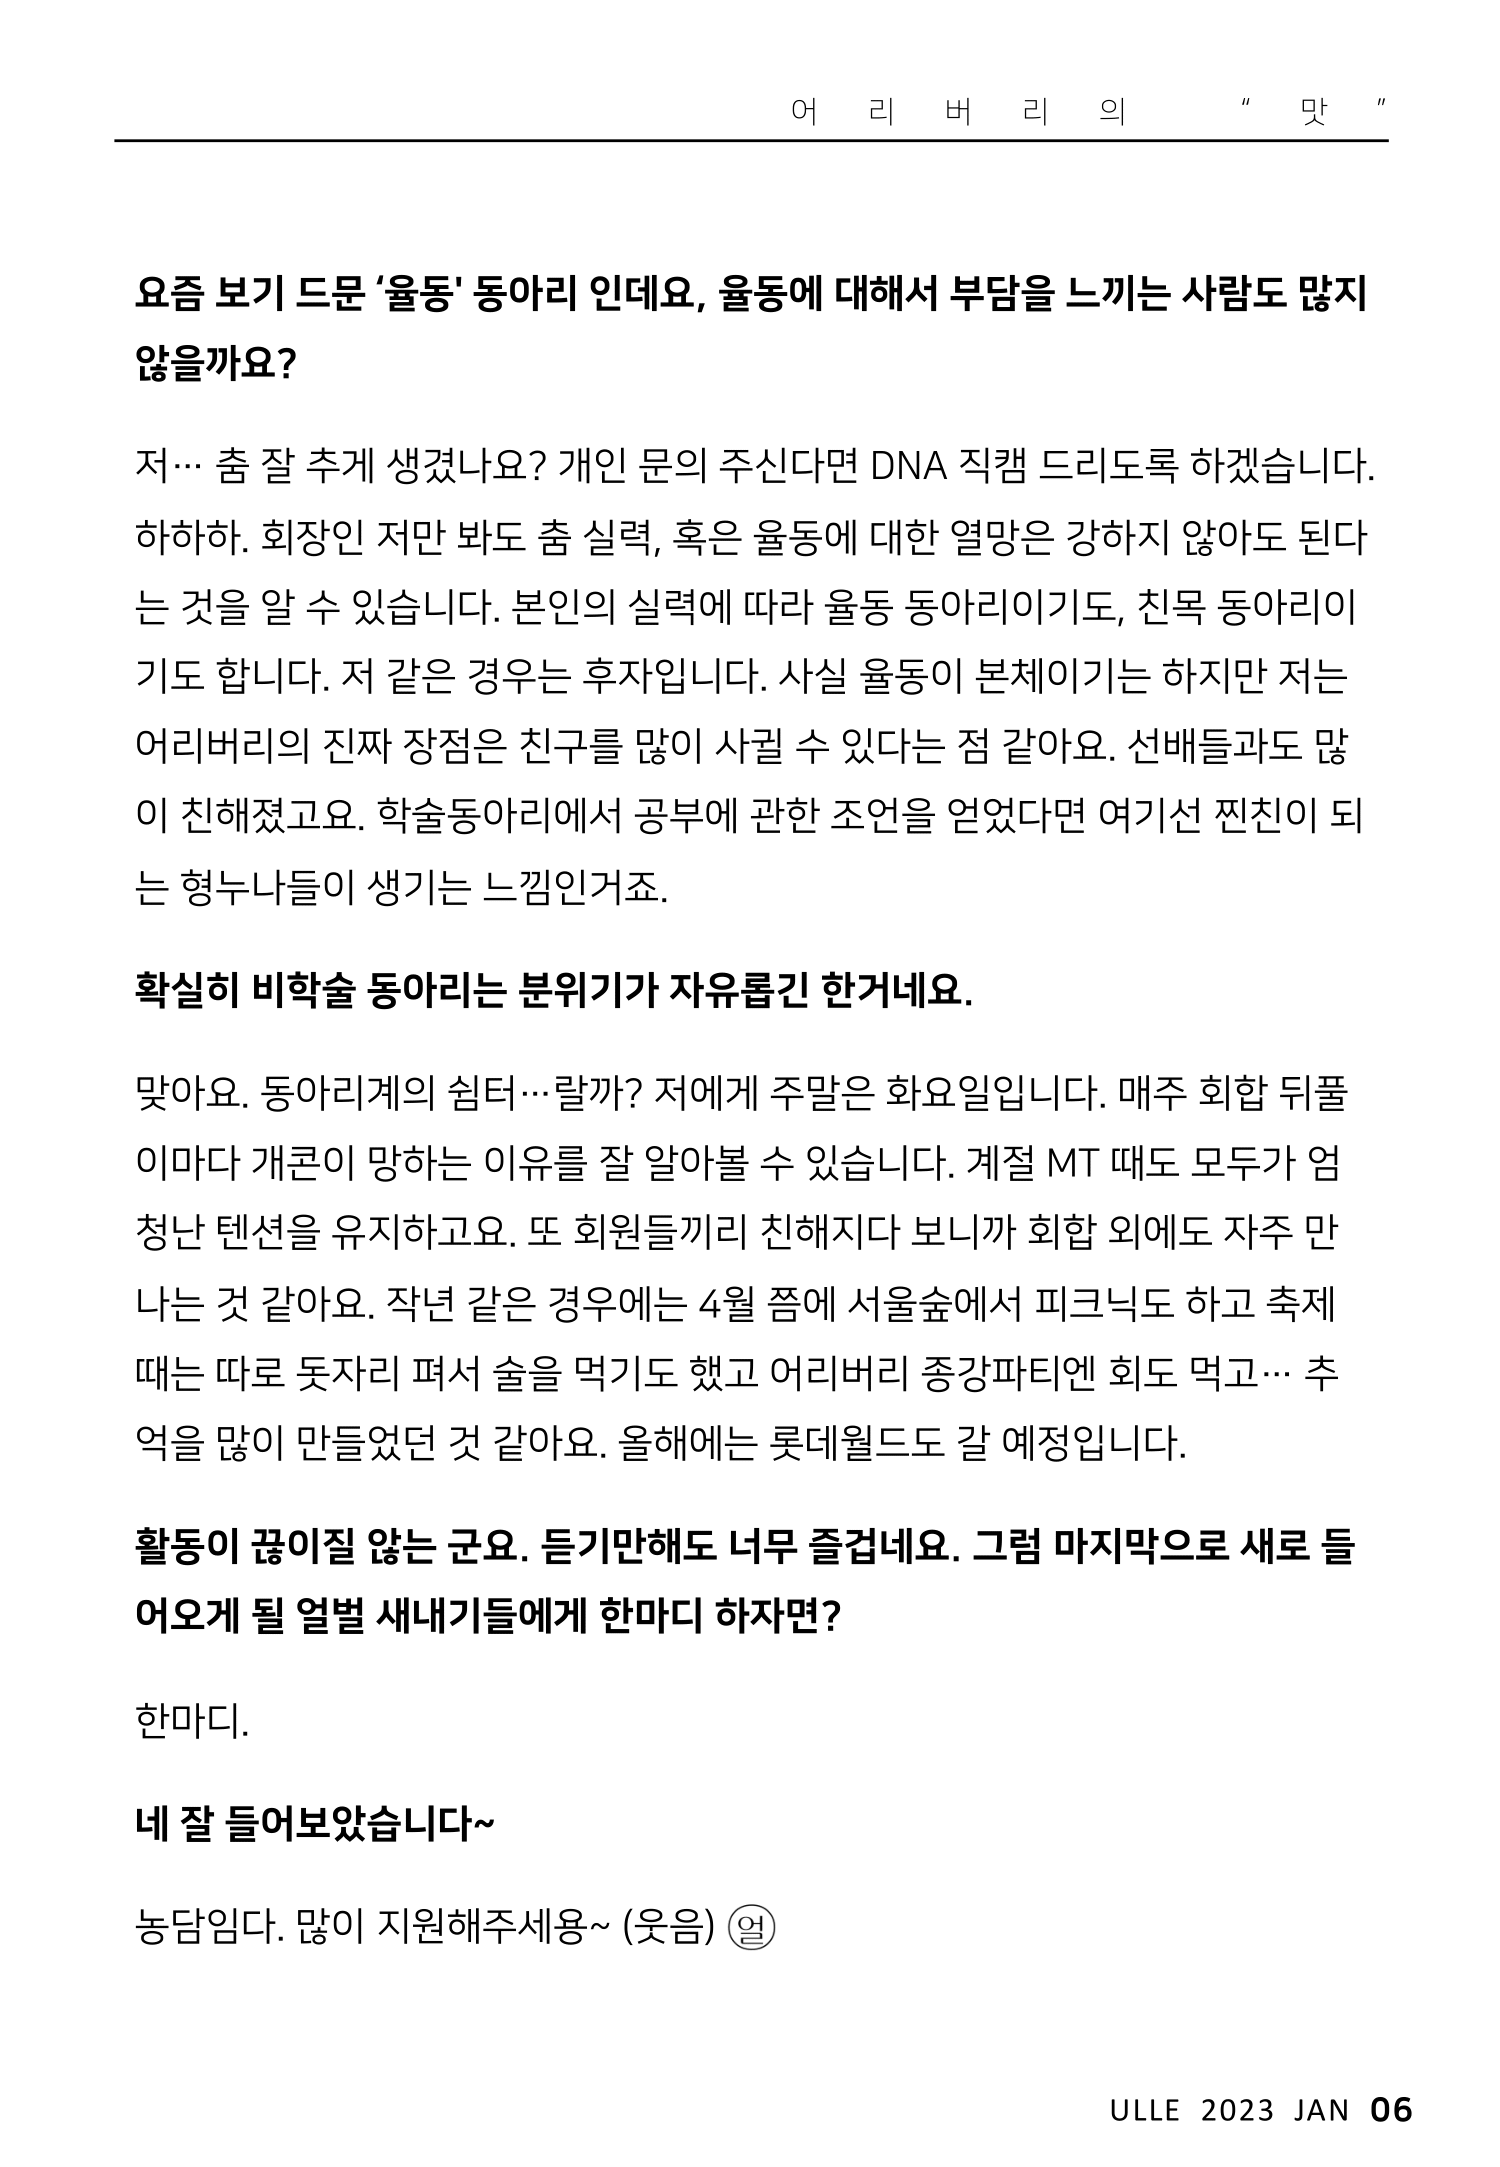 어리버리의 “맛”
요즘 보기 드문 ‘율동' 동아리 인데요, 율동에 대해서 부담을 느끼는 사람도 많지
않을까요?
저… 춤 잘 추게 생겼나요? 개인 문의 주신다면 DNA 직캠 드리도록 하겠습니다.
하하하. 회장인 저만 봐도 춤 실력, 혹은 율동에 대한 열망은 강하지 않아도 된다
는 것을 알 수 있습니다. 본인의 실력에 따라 율동 동아리이기도, 친목 동아리이
기도 합니다. 저 같은 경우는 후자입니다. 사실 율동이 본체이기는 하지만 저는
어리버리의 진짜 장점은 친구를 많이 사귈 수 있다는 점 같아요. 선배들과도 많
이 친해졌고요. 학술동아리에서 공부에 관한 조언을 얻었다면 여기선 찐친이 되
는 형누나들이 생기는 느낌인거죠.
확실히 비학술 동아리는 분위기가 자유롭긴 한거네요.
맞아요. 동아리계의 쉼터…랄까? 저에게 주말은 화요일입니다. 매주 회합 뒤풀
이마다 개콘이 망하는 이유를 잘 알아볼 수 있습니다. 계절 MT 때도 모두가 엄
청난 텐션을 유지하고요. 또 회원들끼리 친해지다 보니까 회합 외에도 자주 만
나는 것 같아요. 작년 같은 경우에는 4월 쯤에 서울숲에서 피크닉도 하고 축제
때는 따로 돗자리 펴서 술을 먹기도 했고 어리버리 종강파티엔 회도 먹고… 추
억을 많이 만들었던 것 같아요. 올해에는 롯데월드도 갈 예정입니다.
활동이 끊이질 않는 군요. 듣기만해도 너무 즐겁네요. 그럼 마지막으로 새로 들
어오게 될 얼벌 새내기들에게 한마디 하자면?
한마디.
네 잘 들어보았습니다~
농담임다. 많이 지원해주세용~ (웃음) 얼
ULLE 2023 JAN 06